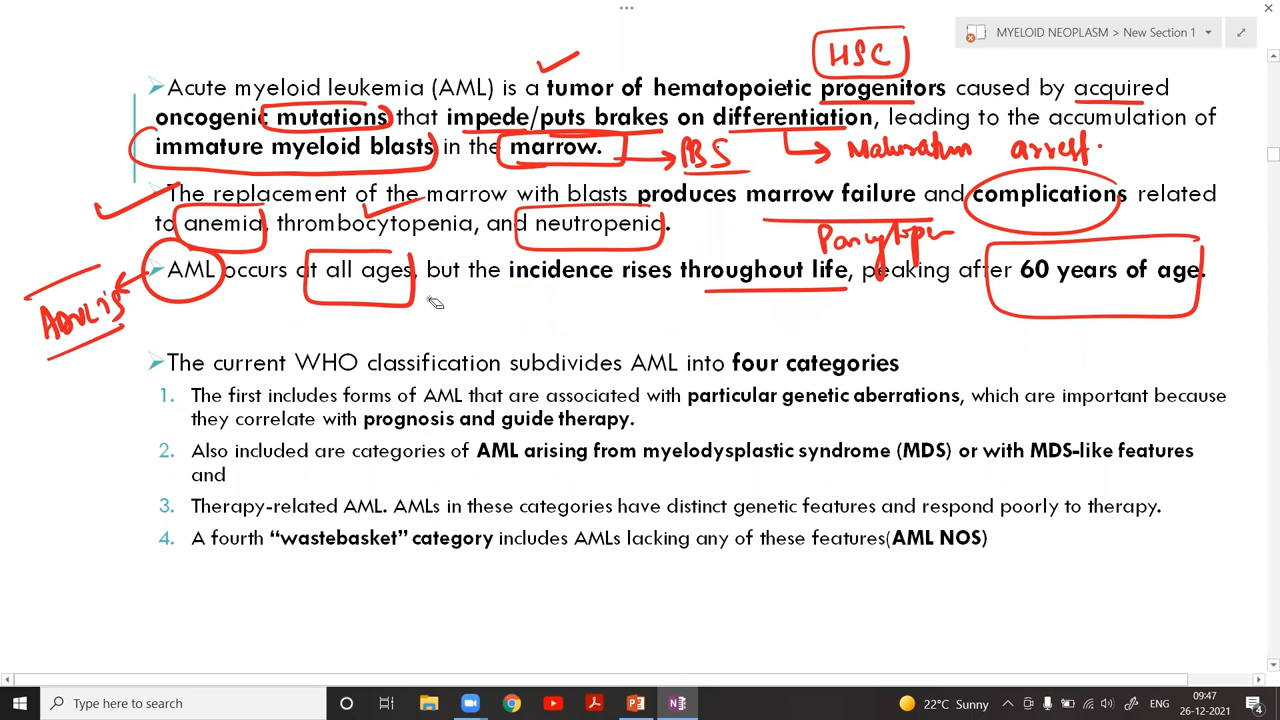 MYELOID NEOPLASM > New Section 1
HSC
Acute myeloid leukemia (AML) is a tumor of hematopoietic progenitors caused by acquired
oncogenic mutations that impede/puts brakes on differentiation, leading to the accumulation of
immature myeloid blasts in the marrow.
PBS
Maturation arrest.
The replacement of the marrow with blasts produces marrow failure and complications related
to anemia, thrombocytopenia, and neutropenia.
AML occurs at all ages, but the incidence rises throughout life, peaking after 60 years of age.
ADULTS
The current WHO classification subdivides AML into four categories
1. The first includes forms of AML that are associated with particular genetic aberrations, which are important because
they correlate with prognosis and guide therapy.
2. Also included are categories of AML arising from myelodysplastic syndrome (MDS) or with MDS-like features
and
3. Therapy-related AML. AMLs in these categories have distinct genetic features and respond poorly to therapy.
4. A fourth “wastebasket” category includes AMLs lacking any of these features(AML NOS)
Type here to search
22°C Sunny
ENG
09:47
26-12-2021
4